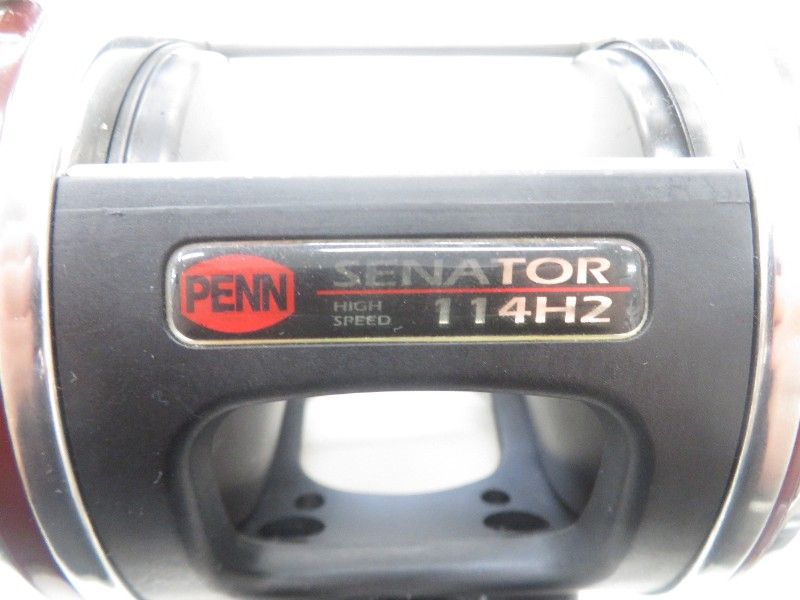 PENN
SENATOR
HIGH
SPEED
114H2